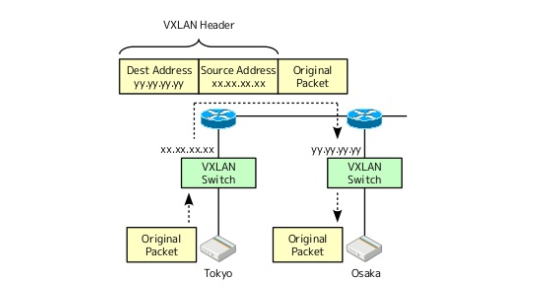 VXLAN Header
Dest Address
yy.yy.yy.yy
Source Address
xx.xx.xx.xx
Original
Packet
xx.xx.xx.xx
yy.yy.yy.yy
VXLAN
Switch
VXLAN
Switch
Original
Packet
Original
Packet
Tokyo
Osaka